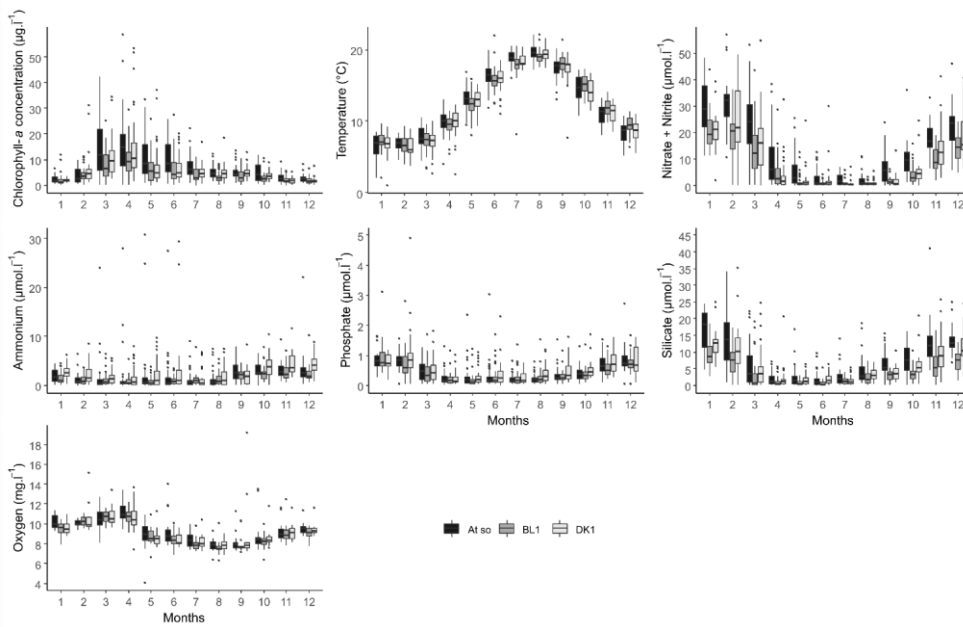 Chlorophyll- a concentration (µg.l⁻¹)
60
50
40
30
20
10
0
1 2 3 4 5 6 7 8 9 10 11 12
Temperature (°C)
20
10
0
1 2 3 4 5 6 7 8 9 10 11 12
Nitrate + Nitrite (µmol.l⁻¹)
60
50
40
30
20
10
0
1 2 3 4 5 6 7 8 9 10 11 12
Ammonium (µmol.l⁻¹)
30
20
10
0
1 2 3 4 5 6 7 8 9 10 11 12
Phosphate (µmol.l⁻¹)
5
4
3
2
1
0
1 2 3 4 5 6 7 8 9 10 11 12
Months
Silicate (µmol.l⁻¹)
45
40
35
30
25
20
15
10
5
0
1 2 3 4 5 6 7 8 9 10 11 12
Months
Oxygen (mg.l⁻¹)
18
16
14
12
10
8
6
4
1 2 3 4 5 6 7 8 9 10 11 12
Months
At so BL1 DK1